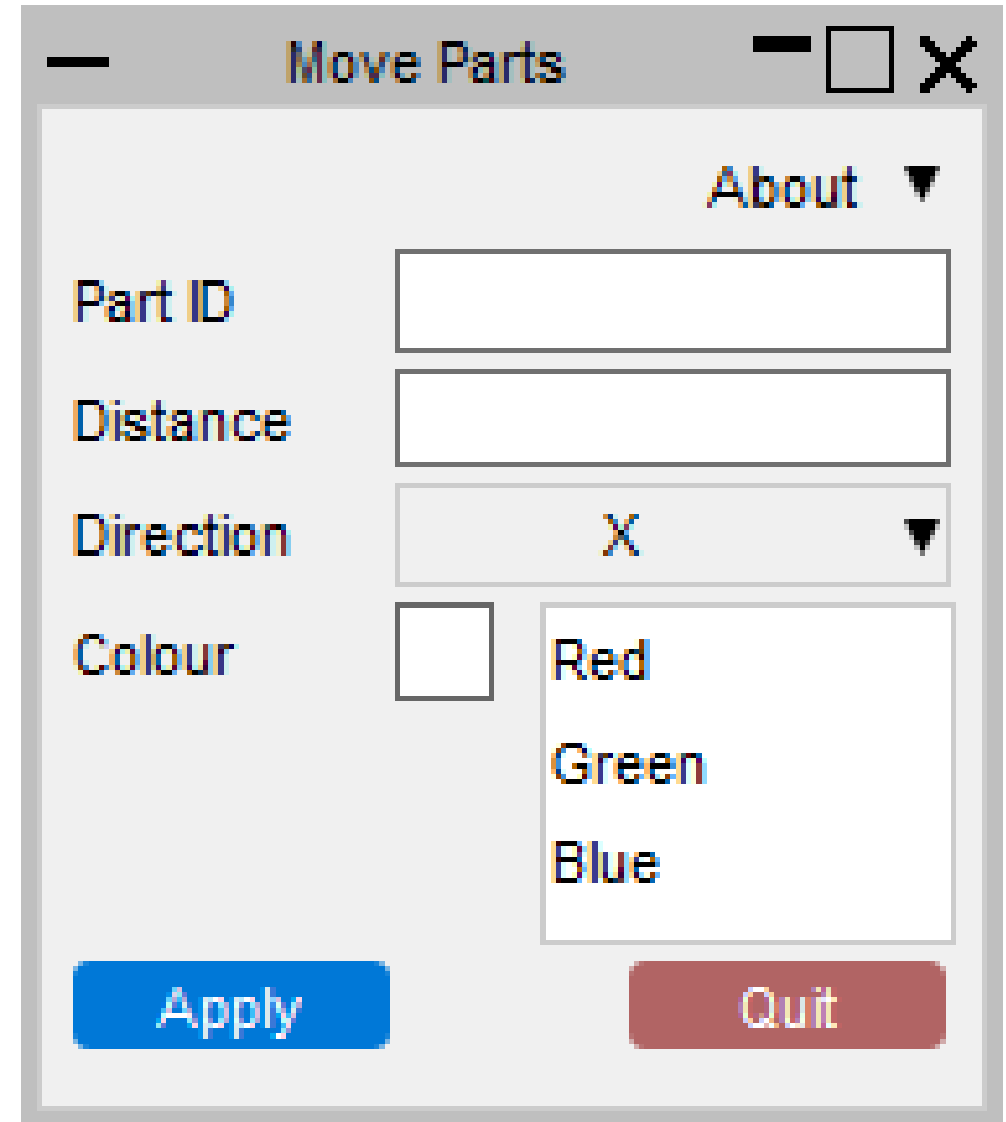 Move Parts
About
Part ID
Distance
Direction X
Colour
Red
Green
Blue
Apply Quit